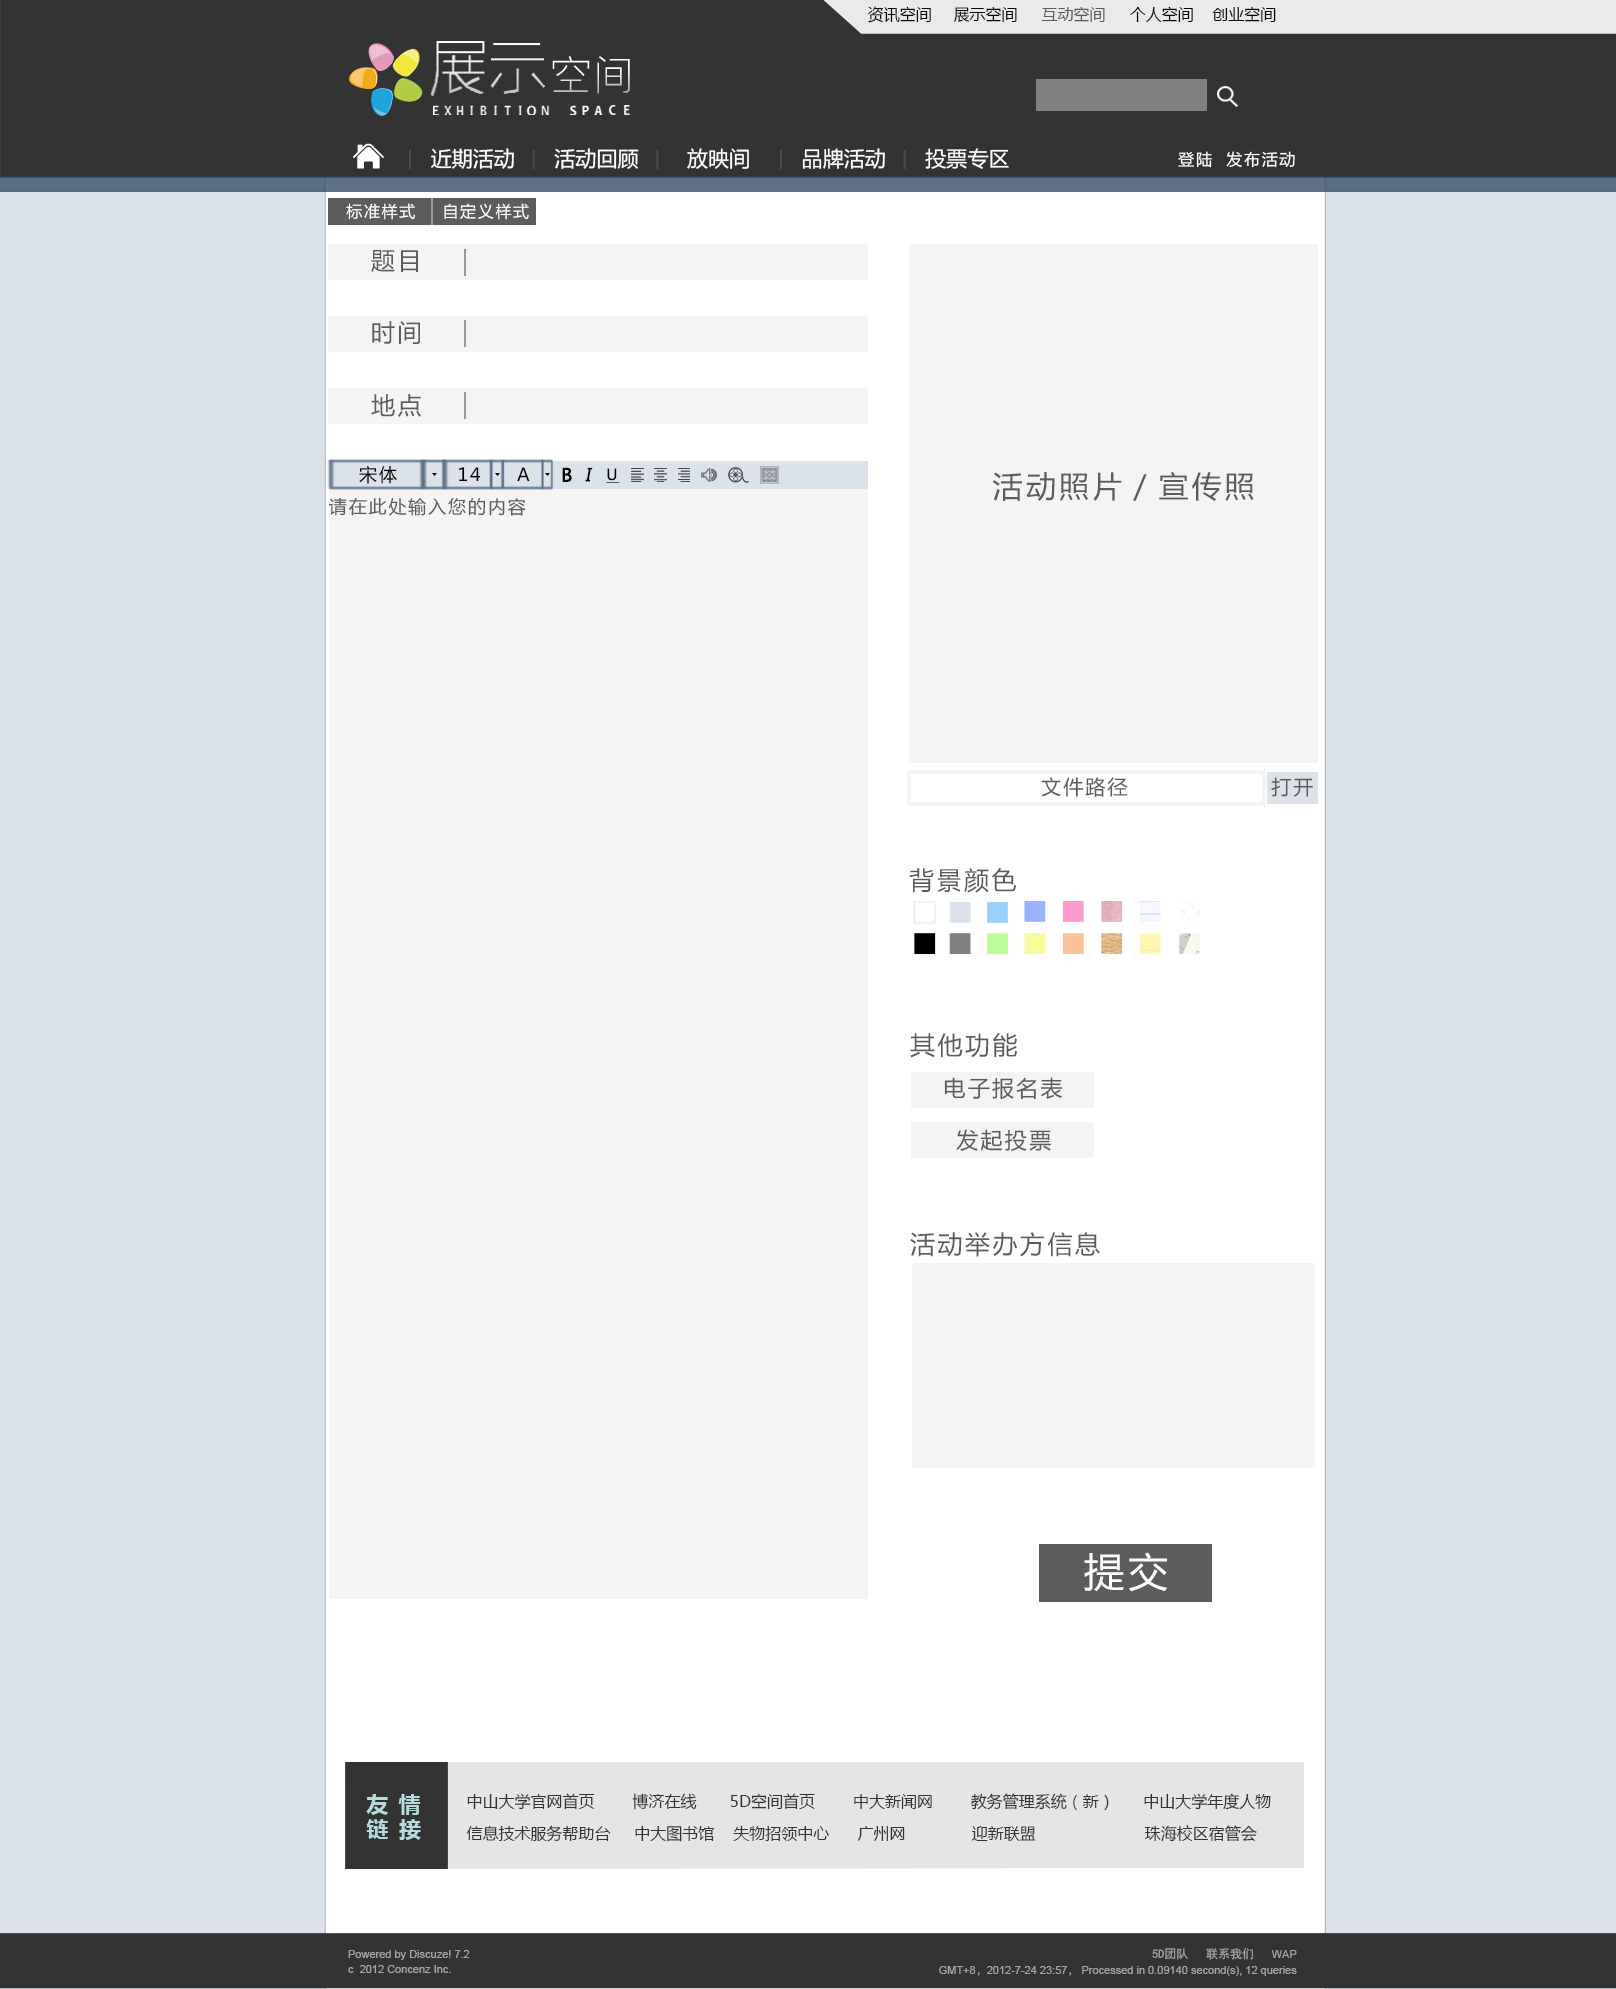 资讯空间 展示空间 互动空间 个人空间 创业空间
展示空间
EXHIBITION SPACE
近期活动 活动回顾 放映间 品牌活动 投票专区 登陆 发布活动
标准样式 自定义样式
题目
时间
地点
宋体 14 A B I U
请在此处输入您的内容
活动照片 / 宣传照
文件路径 打开
背景颜色
其他功能
电子报名表
发起投票
活动举办方信息
提交
友情
链接
中山大学官网首页 博济在线 5D空间首页 中大新闻网 教务管理系统（新） 中山大学年度人物
信息技术服务帮助台 中大图书馆 失物招领中心 广州网 迎新联盟 珠海校区宿管会
Powered by Discuze! 7.2
c 2012 Concenz Inc.
5D团队 联系我们 WAP
GMT+8, 2012-7-24 23:57, Processed in 0.09140 second(s), 12 queries